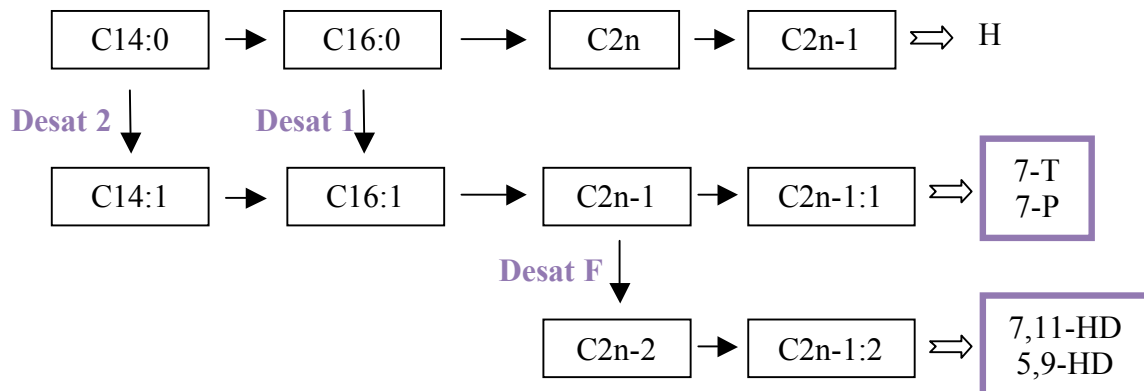 C14:0 C16:0 C2n C2n-1 H
Desat 2 Desat 1
C14:1 C16:1 C2n-1 C2n-1:1 7-T
7-P
Desat F
C2n-2 C2n-1:2 7,11-HD
5,9-HD